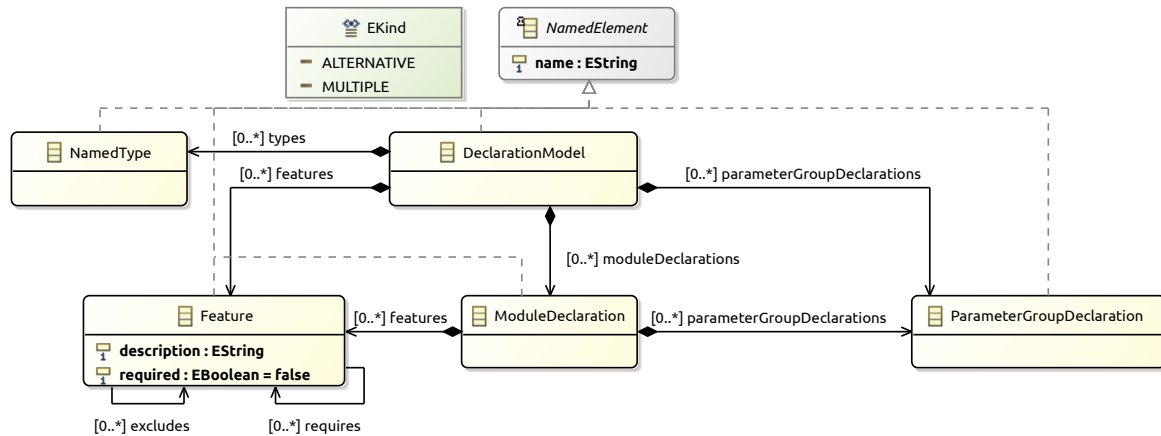 EKind
ALTERNATIVE
MULTIPLE
NamedElement
name : EString
NamedType
[0..*] types
DeclarationModel
[0..*] features
[0..*] parameterGroupDeclarations
[0..*] moduleDeclarations
Feature
description : EString
required : EBoolean = false
[0..*] features
ModuleDeclaration
[0..*] parameterGroupDeclarations
ParameterGroupDeclaration
[0..*] excludes
[0..*] requires